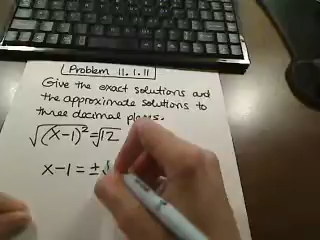 Problem 11.1.11
Give the exact solutions and
the approximate solutions to
three decimal places.
√(x-1)² = √12
x-1 = ±√